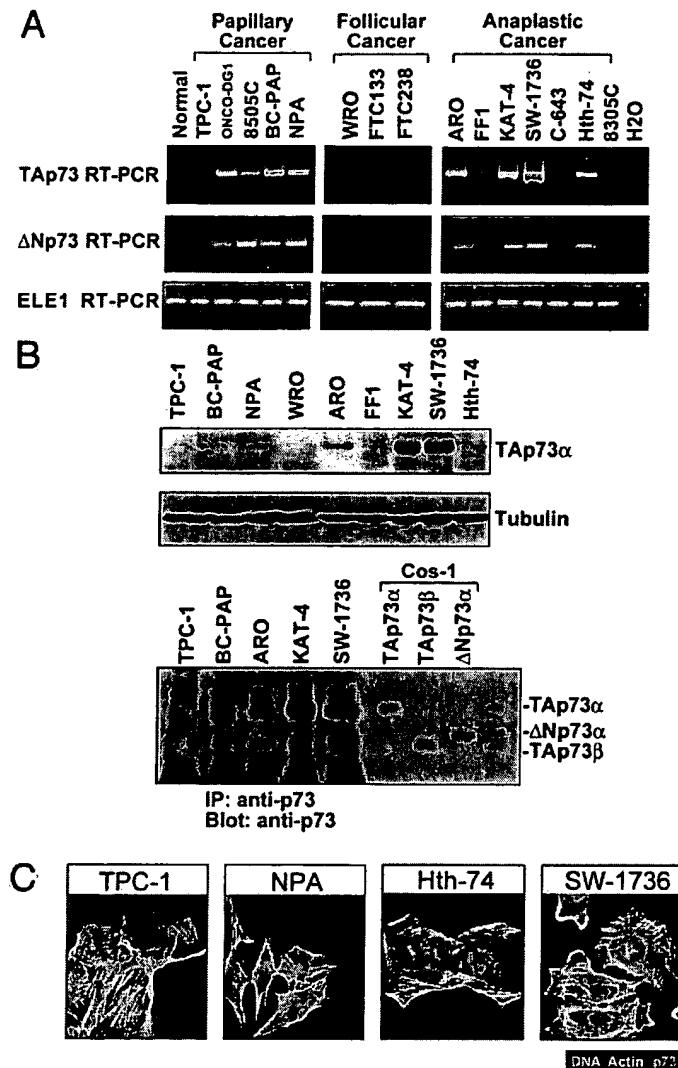 A
Papillary Cancer
Follicular Cancer
Anaplastic Cancer
Normal
TPC-1
ONCO-DG1
8505C
BC-PAP
NPA
WRO
FTC133
FTC238
ARO
FF1
KAT-4
SW-1736
C-643
Hth-74
8305C
H2O
TAp73 RT-PCR
ΔNp73 RT-PCR
ELE1 RT-PCR
B
TPC-1
BC-PAP
NPA
WRO
ARO
FF1
KAT-4
SW-1736
Hth-74
TAp73α
Tubulin
Cos-1
TPC-1
BC-PAP
ARO
KAT-4
SW-1736
TAp73α
TAp73β
ΔNp73α
-TAp73α
-ΔNp73α
-TAp73β
IP: anti-p73
Blot: anti-p73
C
TPC-1
NPA
Hth-74
SW-1736
DNA Actin p73